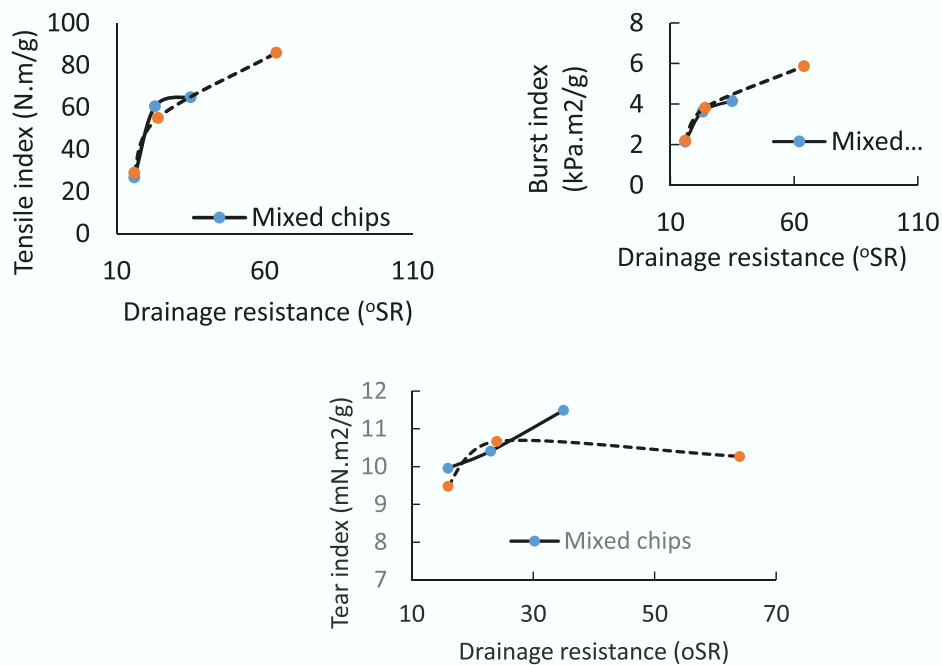 100
80
60
40
20
0
Tensile index (N.m/g)
Mixed chips
10 60 110
Drainage resistance (ºSR)
8
6
4
2
0
Burst index
(kPa.m2/g)
Mixed...
10 60 110
Drainage resistance (ºSR)
12
11
10
9
8
7
Tear index (mN.m2/g)
Mixed chips
10 30 50 70
Drainage resistance (oSR)